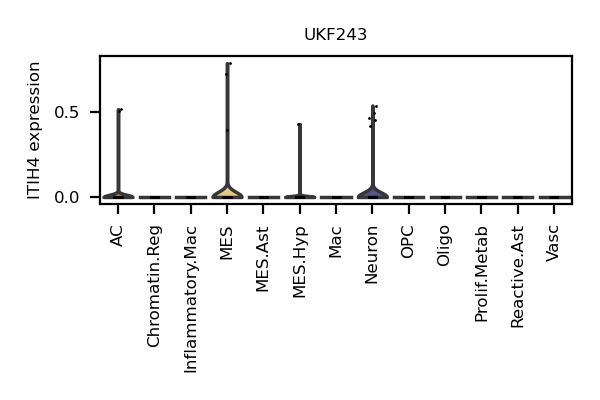 UKF243
ITIH4 expression
0.5
0.0
AC
Chromatin.Reg
Inflammatory.Mac
MES
MES.Ast
MES.Hyp
Mac
Neuron
OPC
Oligo
Prolif.Metab
Reactive.Ast
Vasc